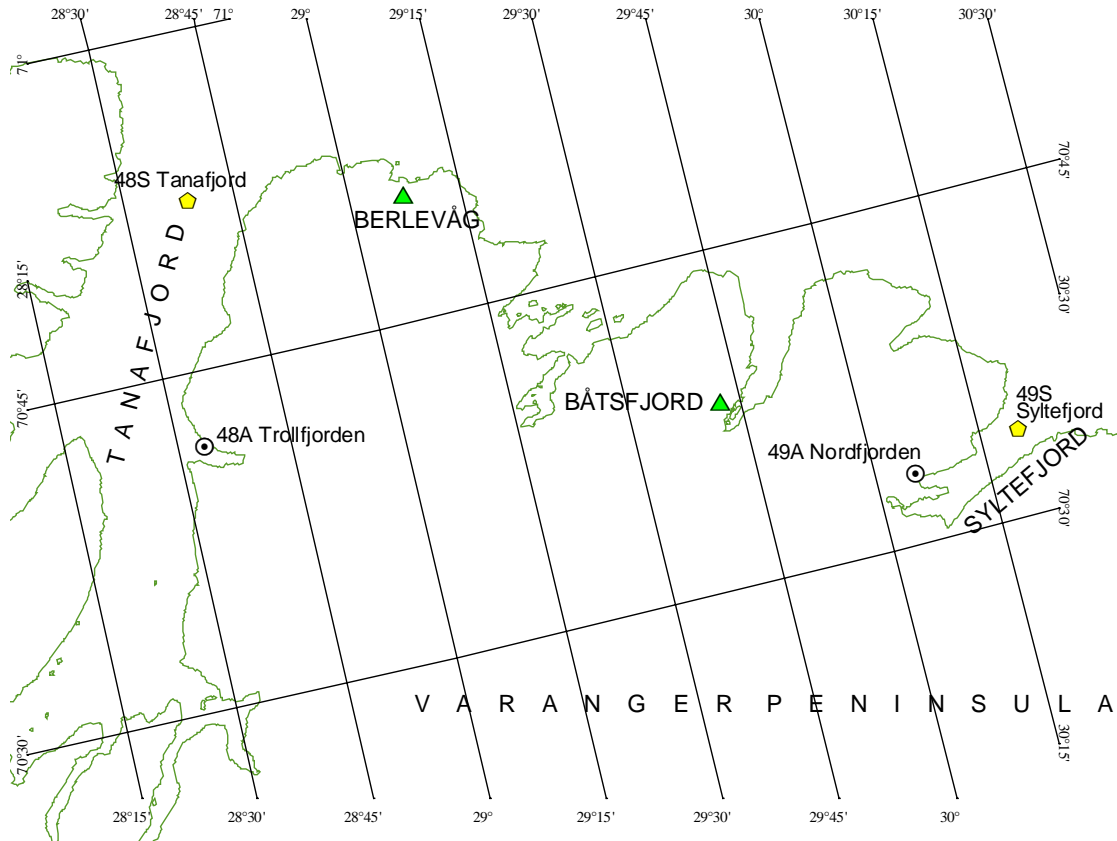 28°30' 28°45' 71° 29° 29°15' 29°30' 29°45' 30° 30°15' 30°30'
71°
70°45'
48S Tanafjord
BERLEVÅG
TANAFJORD
28°15'
30°30'
70°45'
BÅTSFJORD
49S
Syltefjord
48A Trollfjorden
49A Nordfjorden
SYLTEFJORD
70°3'0'
VARANGERPENINSULA
70°30'
30°15'
28°15' 28°30' 28°45' 29° 29°15' 29°30' 29°45' 30°